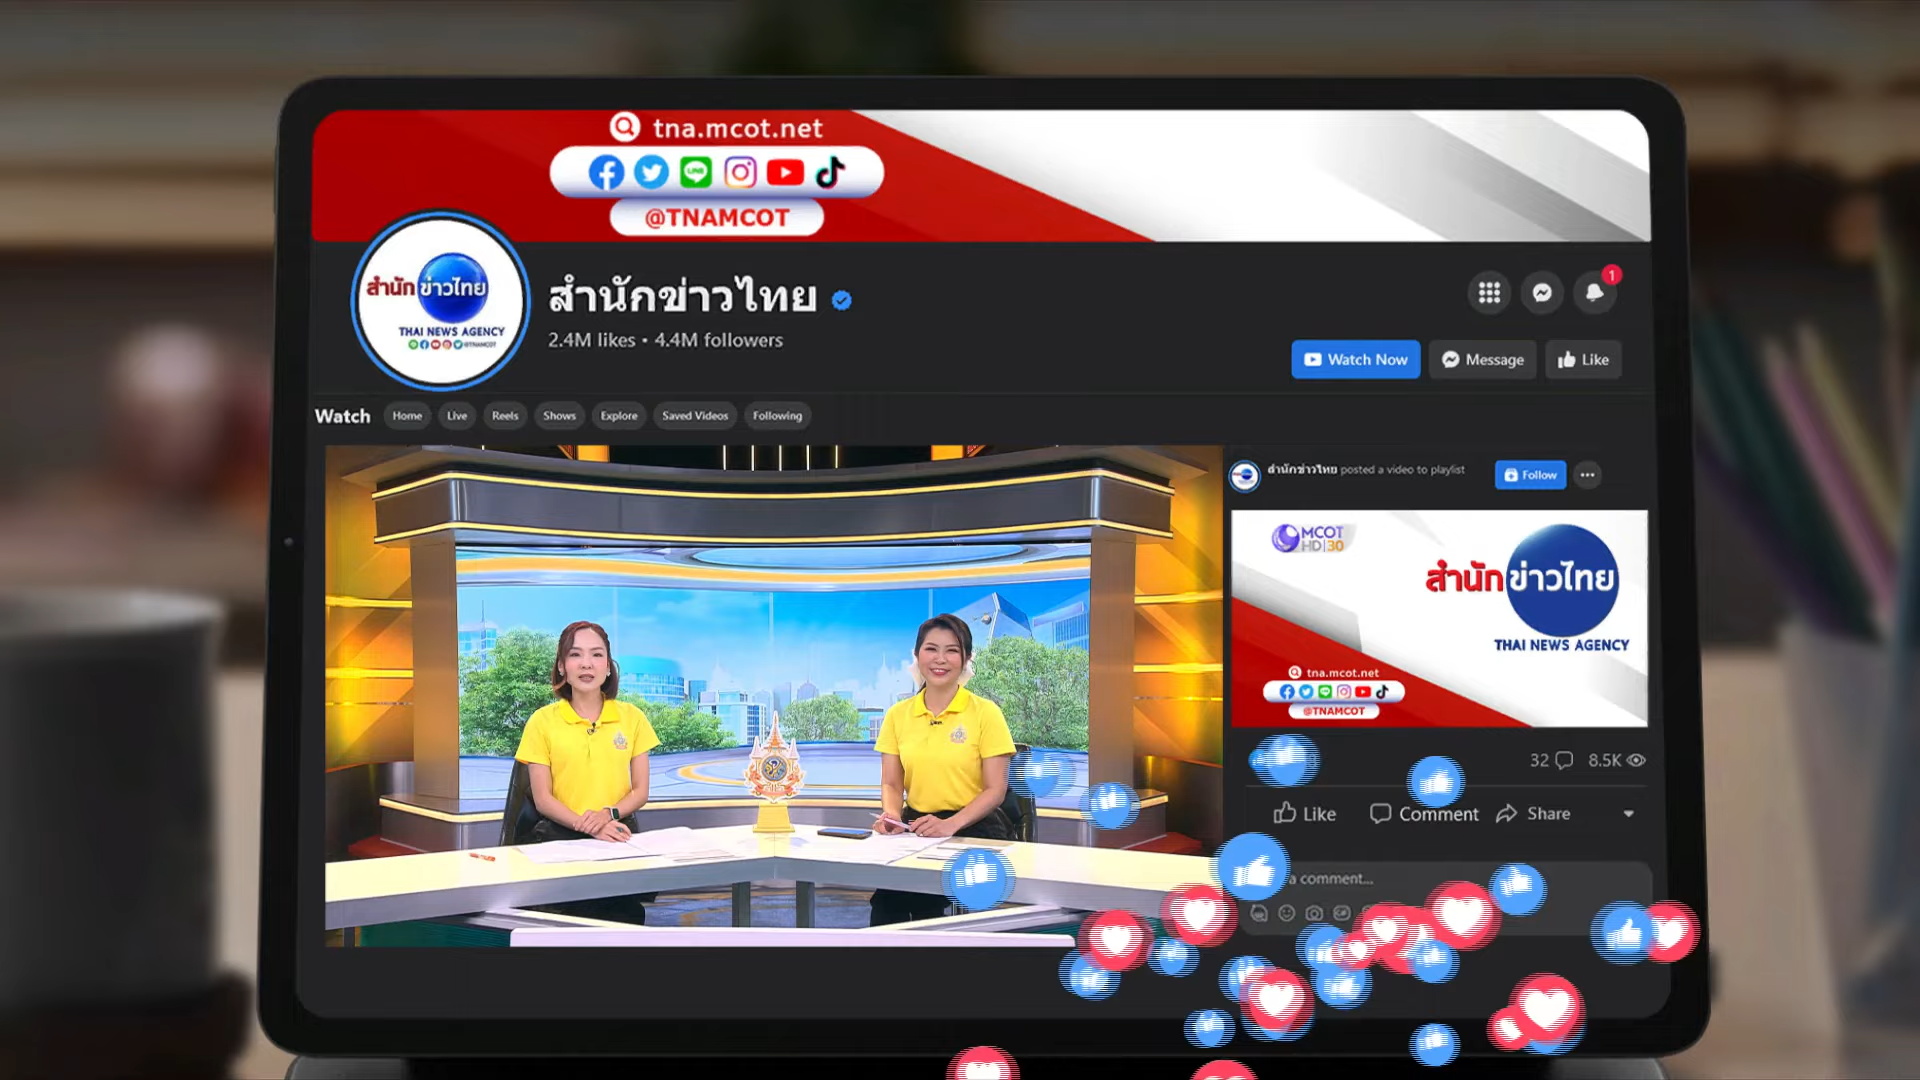 tna.mcot.net
@TNAMCOT
สำนักข่าวไทย
THAI NEWS AGENCY
@TNAMCOT
สำนักข่าวไทย
2.4M likes • 4.4M followers
1
Watch Now
Message
Like
Watch
Home
Live
Reels
Shows
Explore
Saved Videos
Following
สำนักข่าวไทย posted a video to playlist
Follow
MCOT
HD|30
สำนักข่าวไทย
THAI NEWS AGENCY
tna.mcot.net
@TNAMCOT
32
8.5K
Like
Comment
Share
a comment...